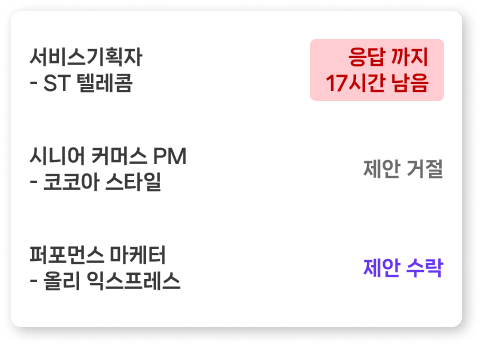 서비스기획자
- ST 텔레콤
응답 까지
17시간 남음
시니어 커머스 PM
- 코코아 스타일
제안 거절
퍼포먼스 마케터
- 올리 익스프레스
제안 수락